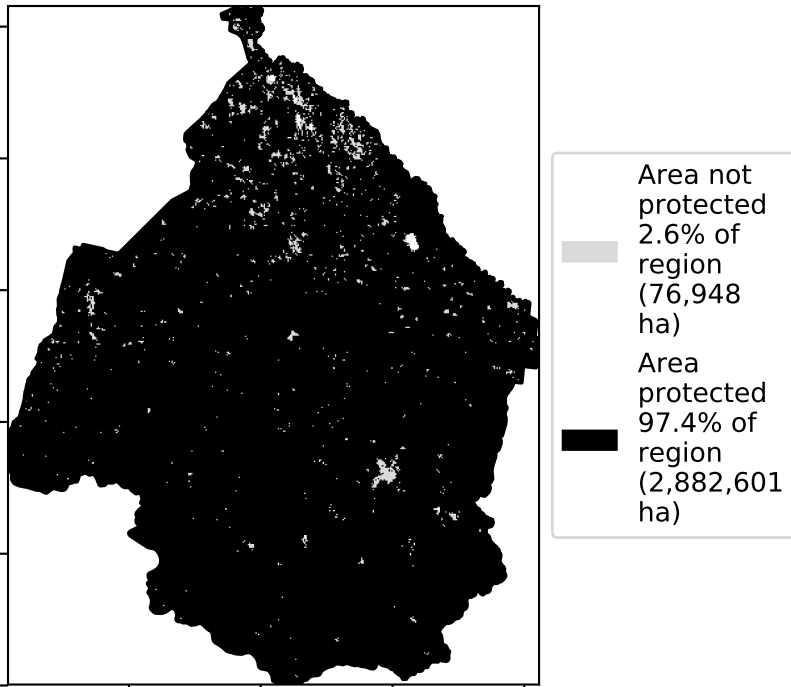 Area not
protected
2.6% of
region
(76,948
ha)
Area
protected
97.4% of
region
(2,882,601
ha)